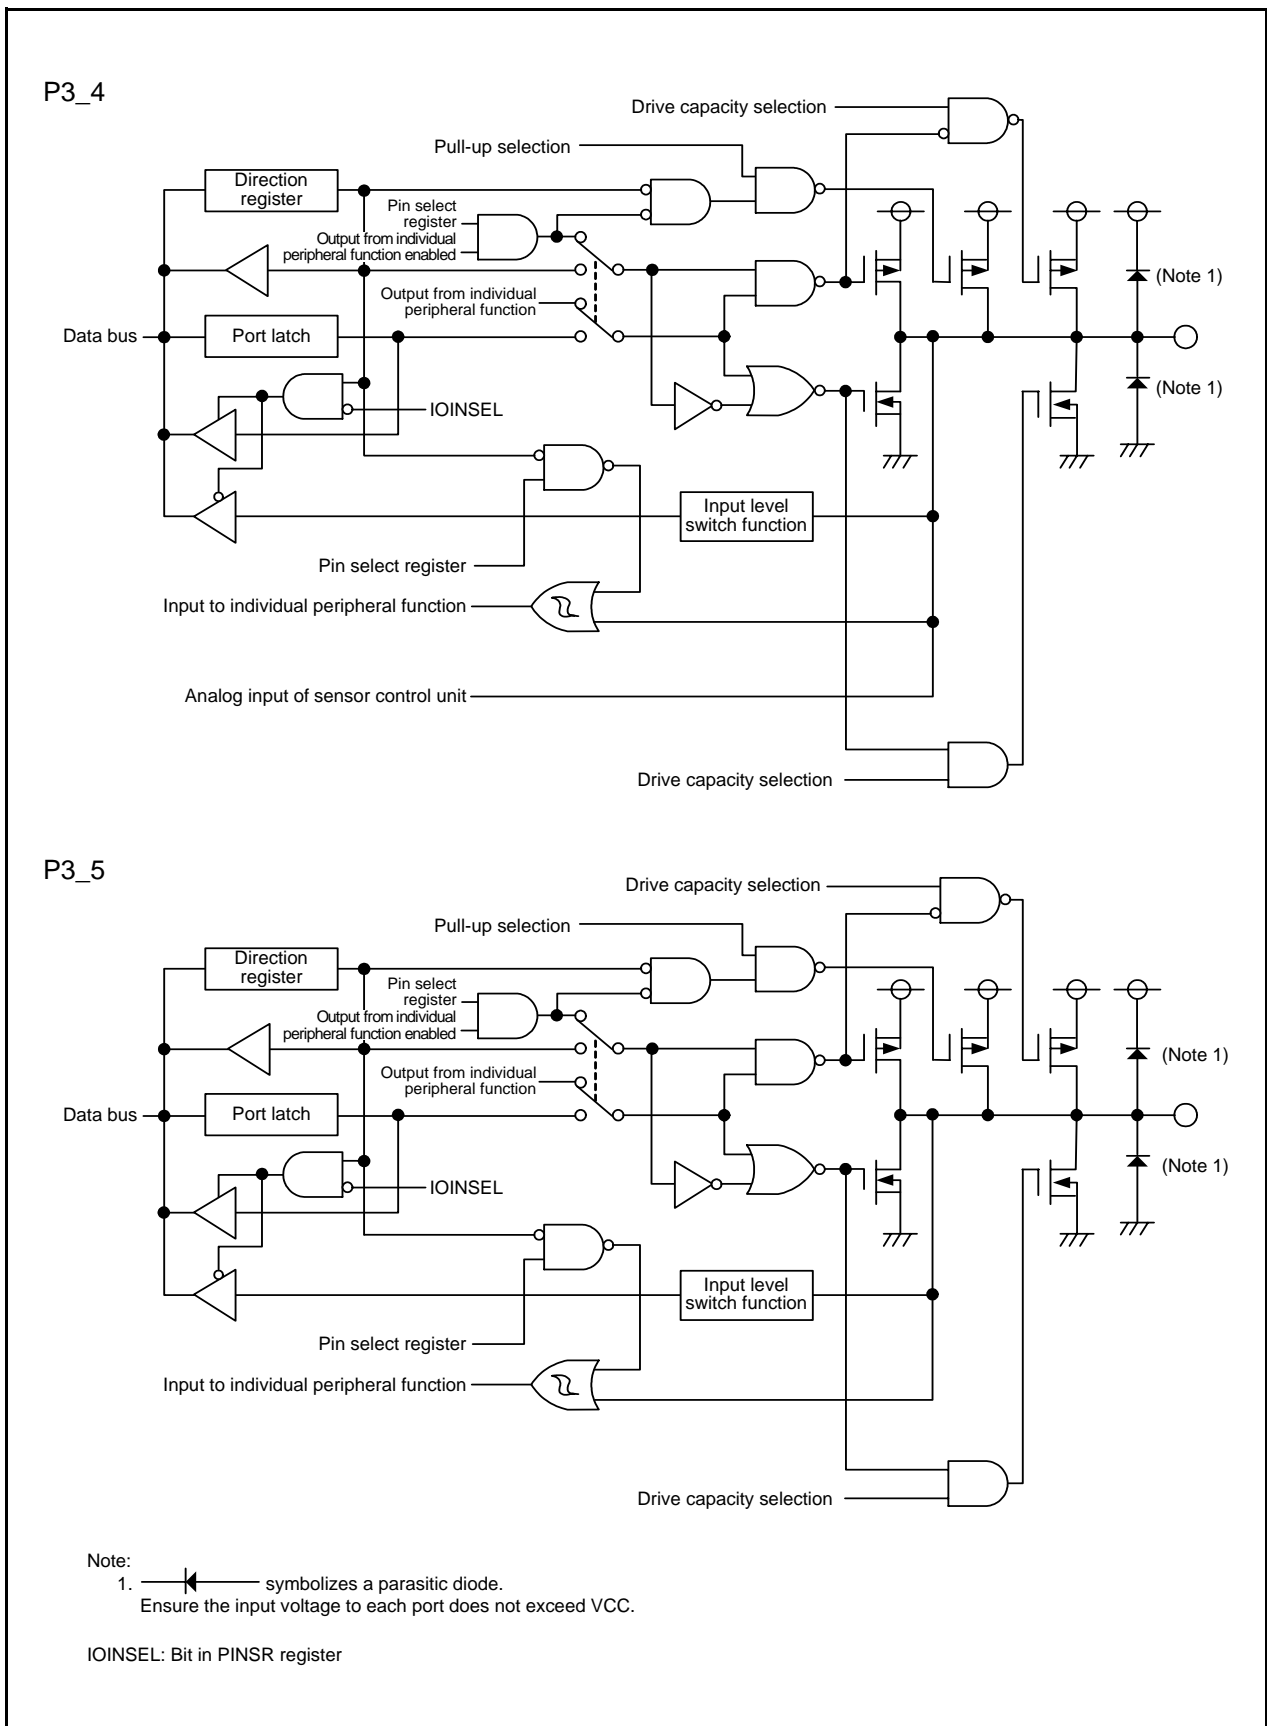 P3_4
Drive capacity selection
Pull-up selection
Direction
register
Pin select
register
Output from individual
peripheral function enabled
(Note 1)
Output from individual
peripheral function
Data bus
Port latch
(Note 1)
IOINSEL
Input level
switch function
Pin select register
Input to individual peripheral function
Analog input of sensor control unit
Drive capacity selection
P3_5
Drive capacity selection
Pull-up selection
Direction
register
Pin select
register
Output from individual
peripheral function enabled
(Note 1)
Output from individual
peripheral function
Data bus
Port latch
(Note 1)
IOINSEL
Input level
switch function
Pin select register
Input to individual peripheral function
Drive capacity selection
Note:
1. symbolizes a parasitic diode.
Ensure the input voltage to each port does not exceed VCC.
IOINSEL: Bit in PINSR register